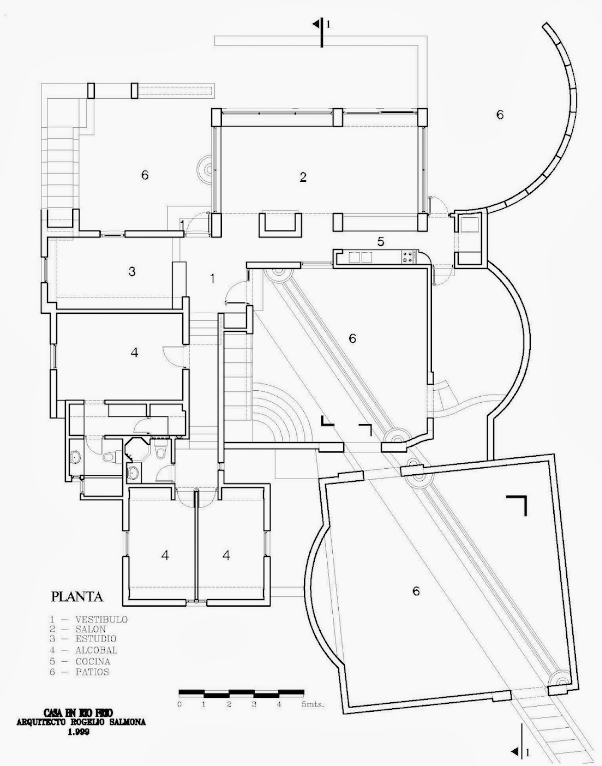 1
6
6
2
5
3
1
4
6
4
4
6
PLANTA
1 — VESTIBULO
2 — SALON
3 — ESTUDIO
4 — ALCOBAL
5 — COCINA
6 — PATIOS
0 1 2 3 4 5mts.
CASA EN RIO FRIO
ARQUITECTO ROGELIO SALMONA
1.999
1